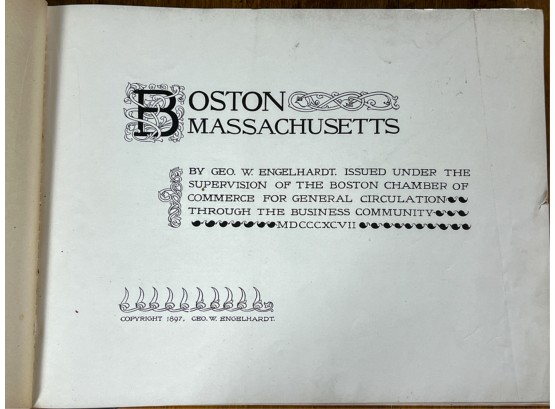 BOSTON
MASSACHUSETTS
BY GEO. W. ENGELHARDT. ISSUED UNDER THE
SUPERVISION OF THE BOSTON CHAMBER OF
COMMERCE FOR GENERAL CIRCULATION
THROUGH THE BUSINESS COMMUNITY
MDCCCXCVII
COPYRIGHT 1897. GEO. W. ENGELHARDT.